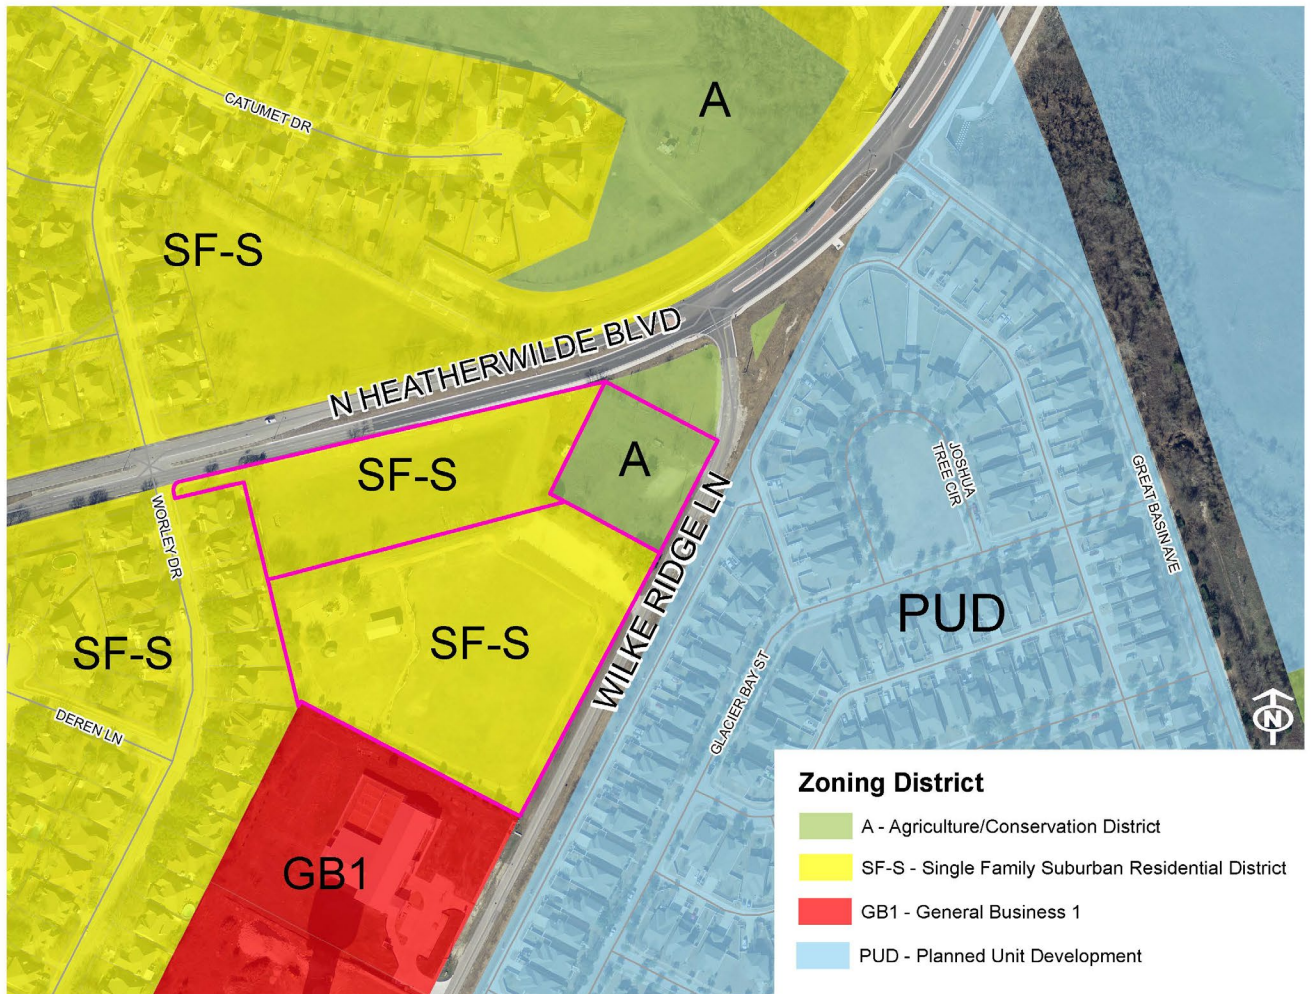 CATUMET DR
A
SF-S
N HEATHERWILDE BLVD
SF-S
A
JOSHUA
TREE CIR
GREAT BASIN AVE
WORLEY DR
WILKE RIDGE LN
PUD
SF-S
SF-S
GLACIER BAY ST
DEREN LN
N
GB1
Zoning District
A - Agriculture/Conservation District
SF-S - Single Family Suburban Residential District
GB1 - General Business 1
PUD - Planned Unit Development